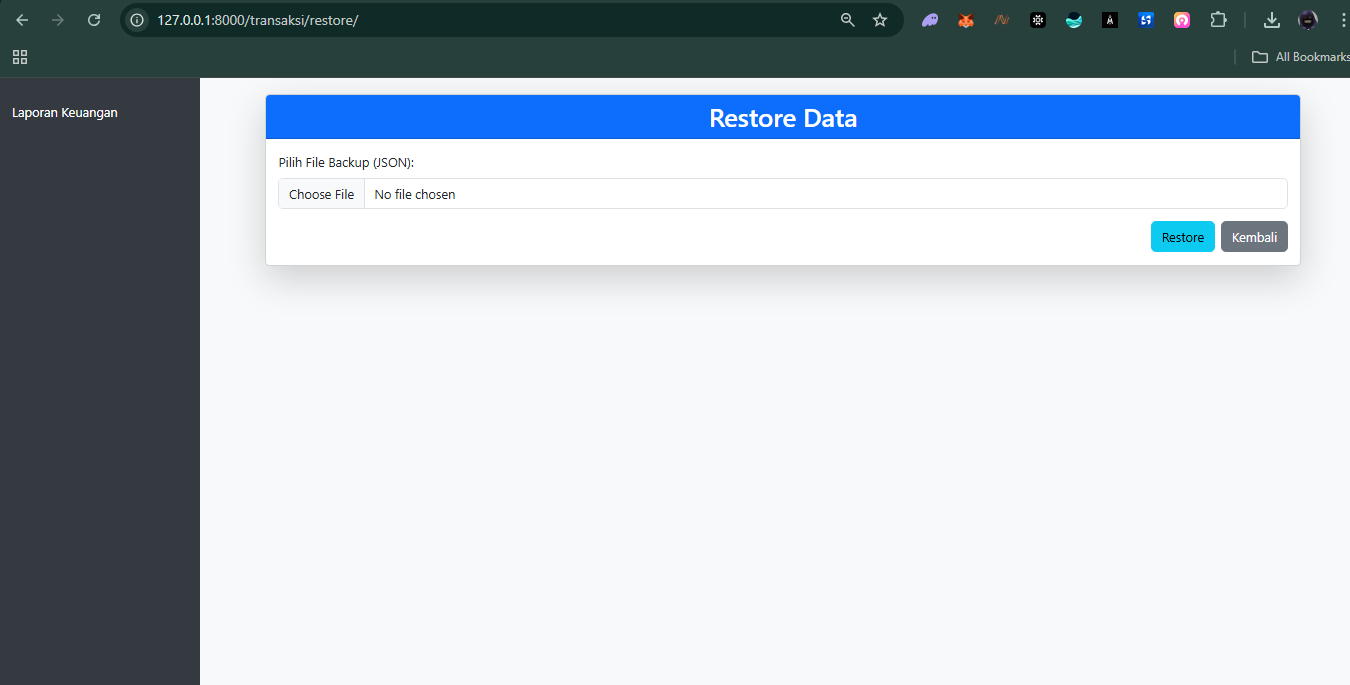 127.0.0.1:8000/transaksi/restore/
All Bookmarks
Laporan Keuangan
Restore Data
Pilih File Backup (JSON):
Choose File No file chosen
Restore Kembali